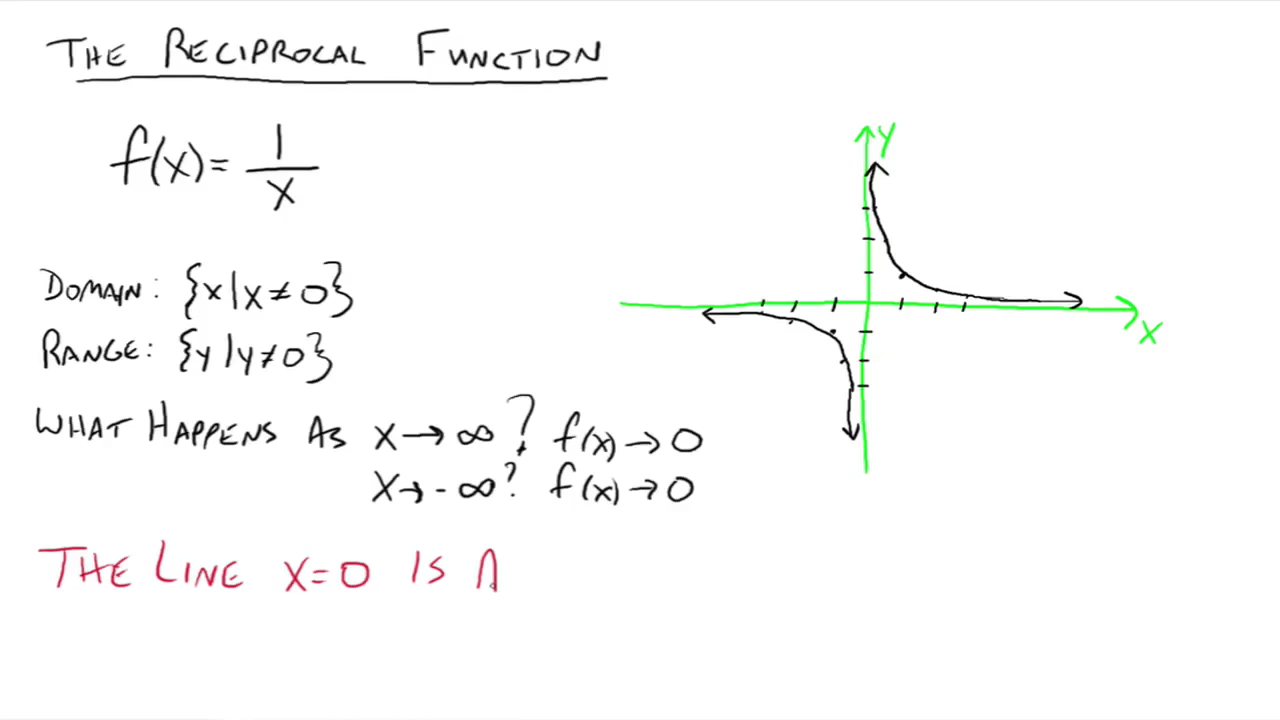 THE RECIPROCAL FUNCTION
f(x) = 1/x
DOMAIN: {x|x≠0}
RANGE: {y|y≠0}
WHAT HAPPENS AS x→∞? f(x)→0
x→-∞? f(x)→0
THE LINE x=0 IS A
y
x